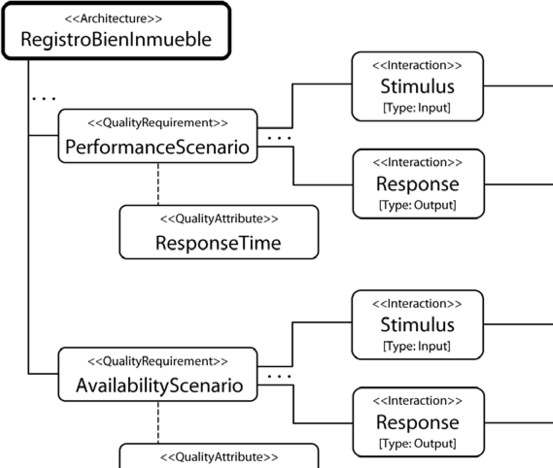 <<Architecture>>
RegistroBienInmueble
...
<<QualityRequirement>>
PerformanceScenario
...
<<Interaction>>
Stimulus
[Type: Input]
<<Interaction>>
Response
[Type: Output]
<<QualityAttribute>>
ResponseTime
<<QualityRequirement>>
AvailabilityScenario
...
<<Interaction>>
Stimulus
[Type: Input]
<<Interaction>>
Response
[Type: Output]
<<QualityAttribute>>